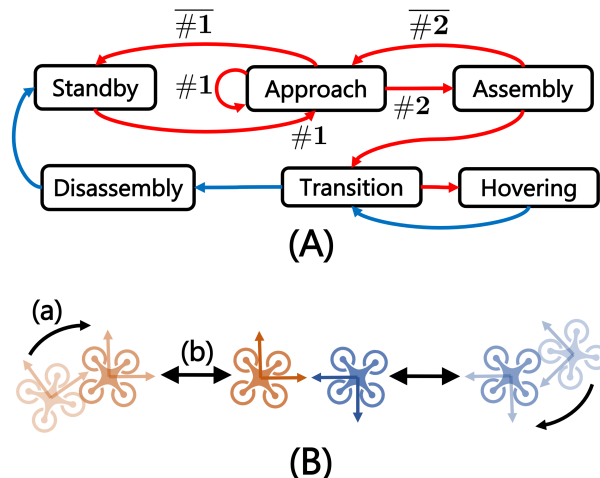 #1̅ #2̅
Standby #1 Approach #2 Assembly
#1
Disassembly Transition Hovering
(A)
(a)
(b)
(B)